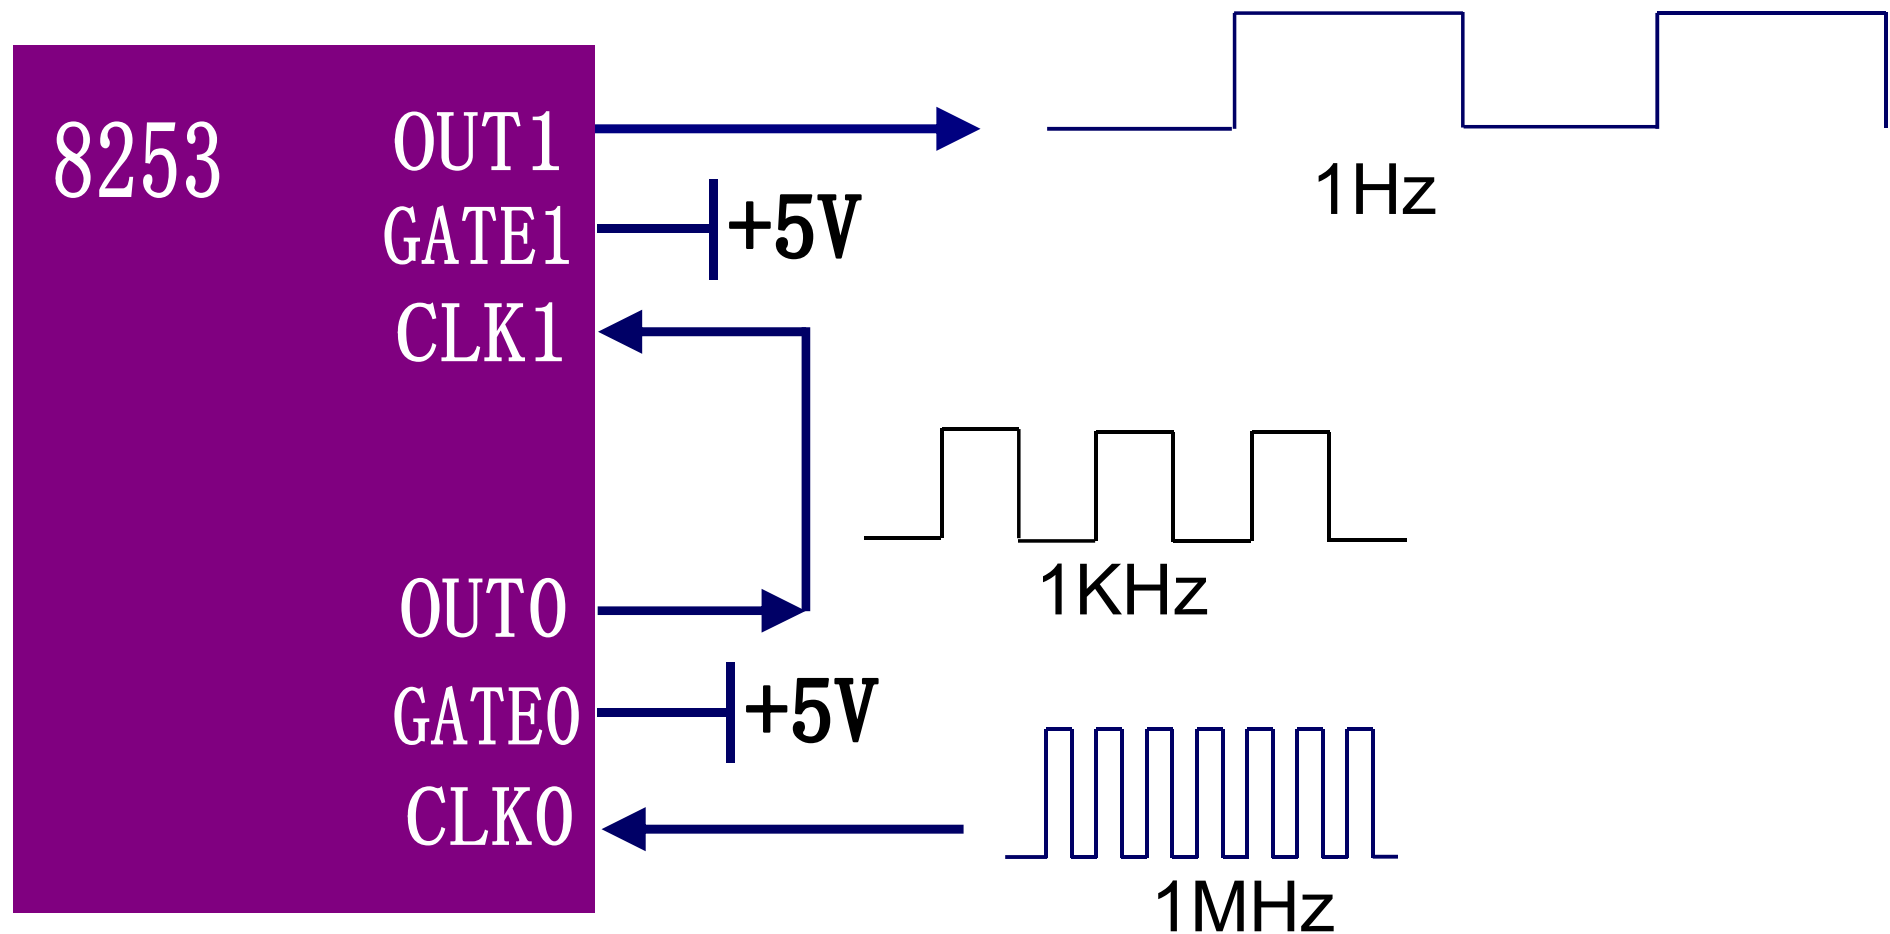 8253
OUT1
GATE1
+5V
CLK1
OUT0
GATE0
+5V
CLK0
1Hz
1KHz
1MHz